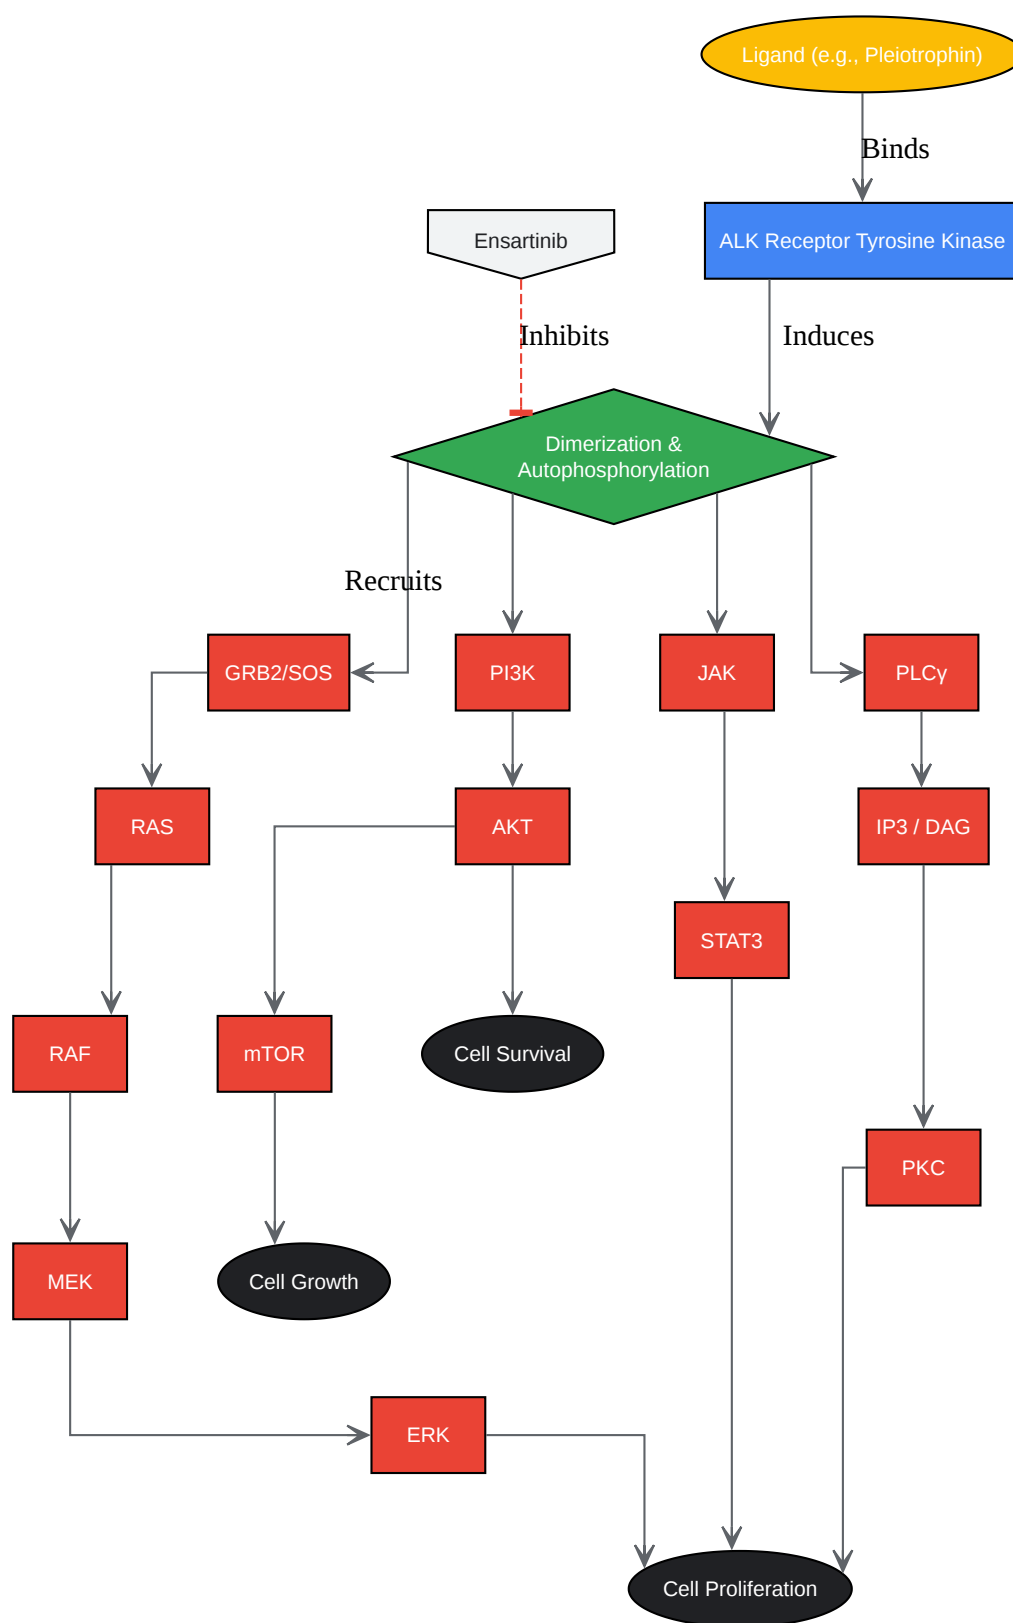 Ligand (e.g., Pleiotrophin)
Binds
Ensartinib
ALK Receptor Tyrosine Kinase
Inhibits
Induces
Dimerization &
Autophosphorylation
Recruits
GRB2/SOS
PI3K
JAK
PLCγ
RAS
AKT
IP3 / DAG
STAT3
RAF
mTOR
Cell Survival
PKC
MEK
Cell Growth
ERK
Cell Proliferation